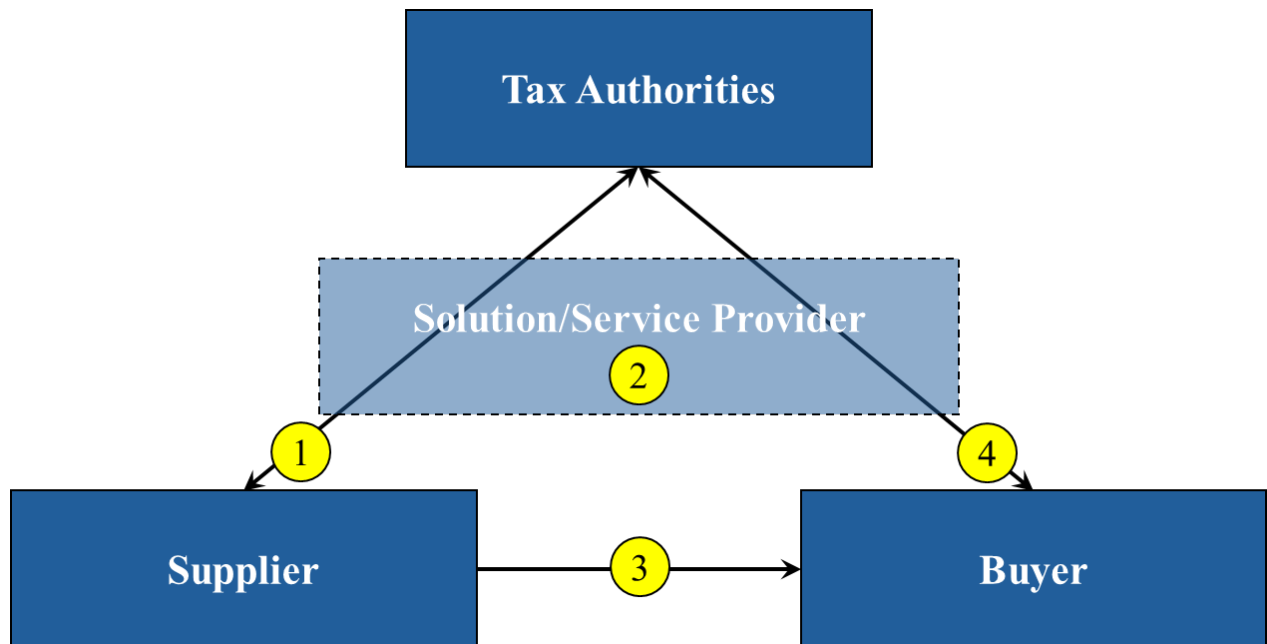 Tax Authorities
Solution/Service Provider
2
1
4
Supplier
3
Buyer